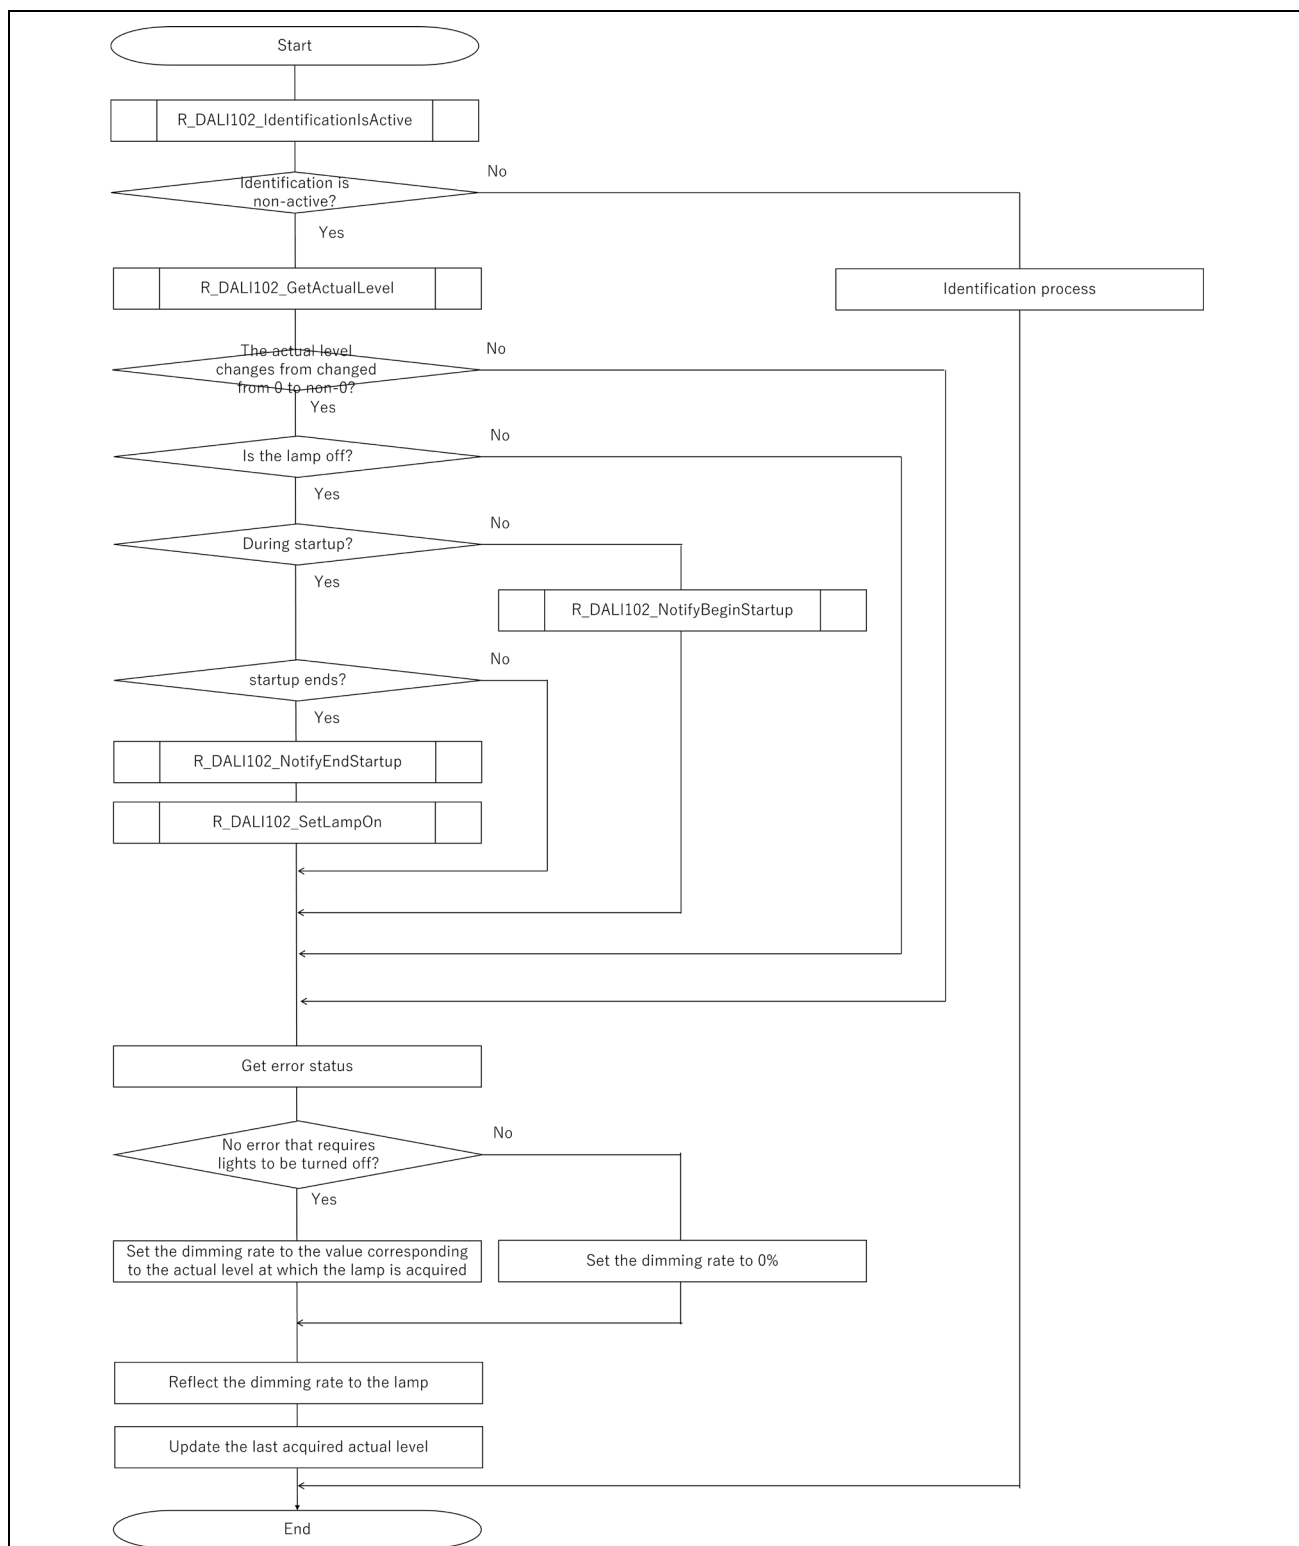 Start
R_DALI102_IdentificationIsActive
No
Identification is
non-active?
Yes
R_DALI102_GetActualLevel
Identification process
No
The actual level
changes from changed
from 0 to non-0?
Yes
No
Is the lamp off?
Yes
No
During startup?
Yes
R_DALI102_NotifyBeginStartup
No
startup ends?
Yes
R_DALI102_NotifyEndStartup
R_DALI102_SetLampOn
Get error status
No
No error that requires
lights to be turned off?
Yes
Set the dimming rate to the value corresponding
to the actual level at which the lamp is acquired
Set the dimming rate to 0%
Reflect the dimming rate to the lamp
Update the last acquired actual level
End